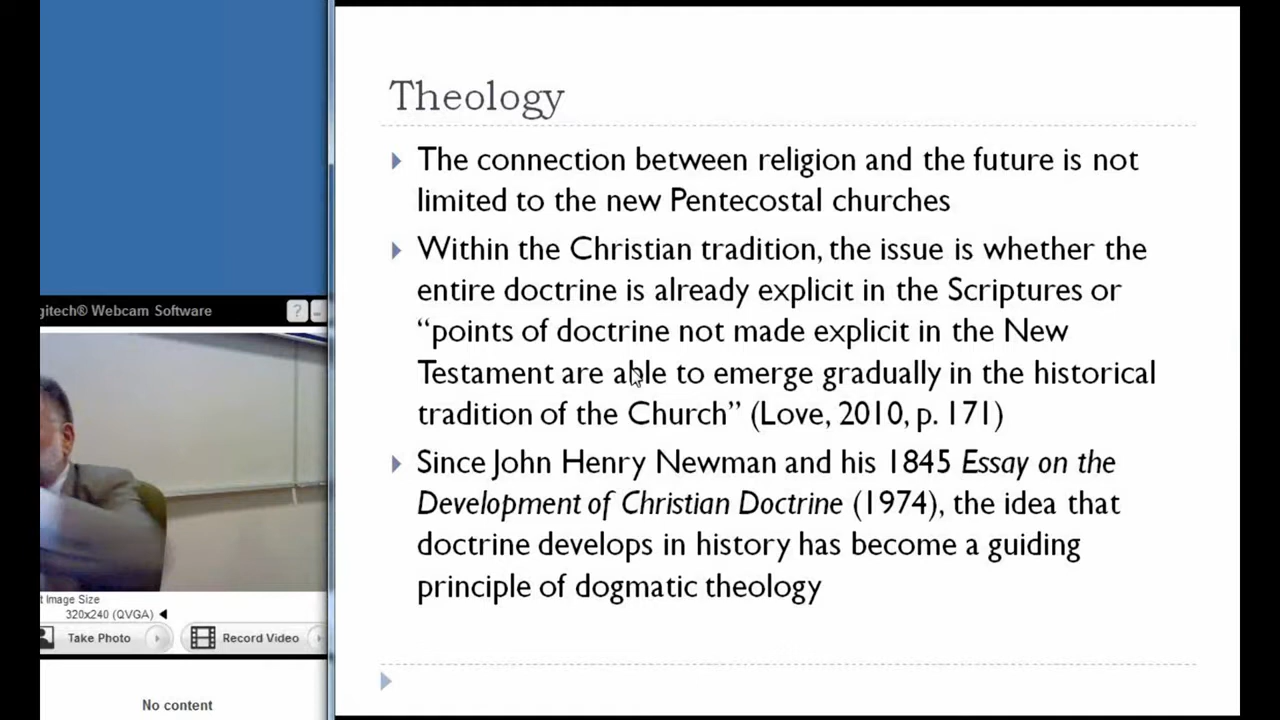 Theology
The connection between religion and the future is not
limited to the new Pentecostal churches
Within the Christian tradition, the issue is whether the
entire doctrine is already explicit in the Scriptures or
“points of doctrine not made explicit in the New
Testament are able to emerge gradually in the historical
tradition of the Church” (Love, 2010, p. 171)
Since John Henry Newman and his 1845 Essay on the
Development of Christian Doctrine (1974), the idea that
doctrine develops in history has become a guiding
principle of dogmatic theology
gitech® Webcam Software
?
t Image Size
320x240 (QVGA)
Take Photo
Record Video
No content